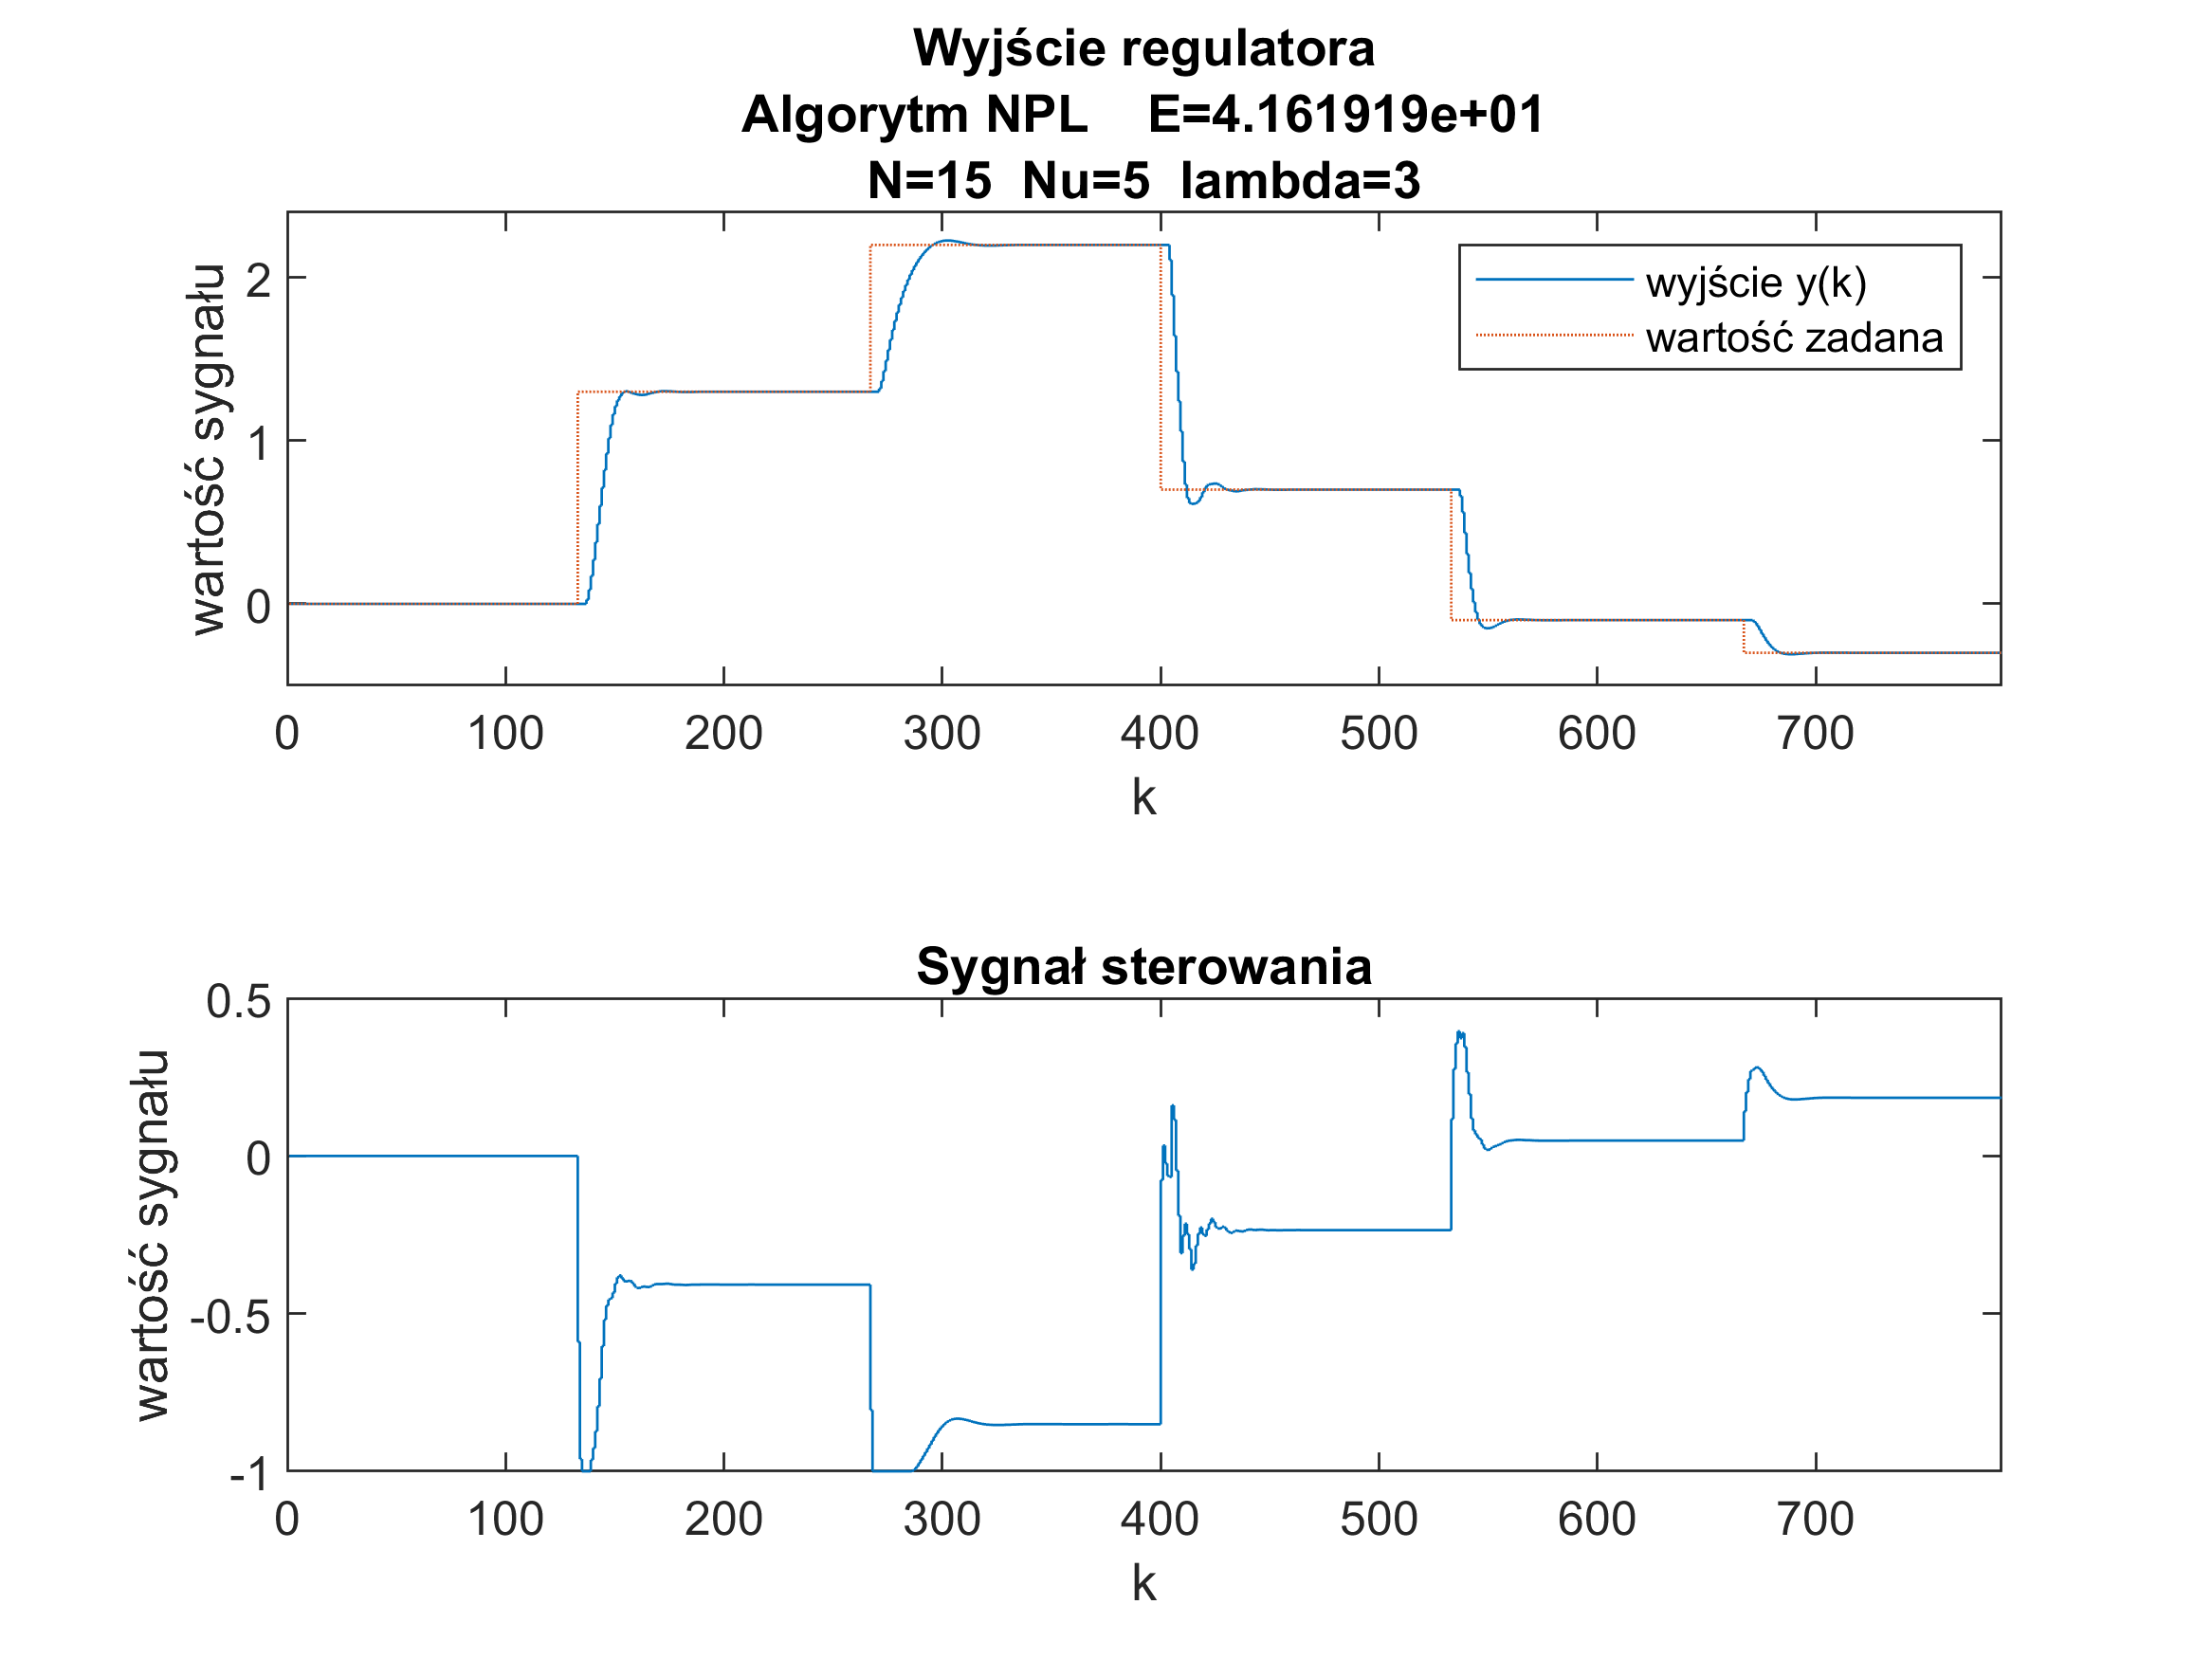 Wyjście regulatora
Algorytm NPL    E=4.161919e+01
N=15  Nu=5  lambda=3
wartość sygnału
2
1
0
wyjście y(k)
wartość zadana
0 100 200 300 400 500 600 700
k
Sygnał sterowania
wartość sygnału
0.5
0
-0.5
-1
0 100 200 300 400 500 600 700
k